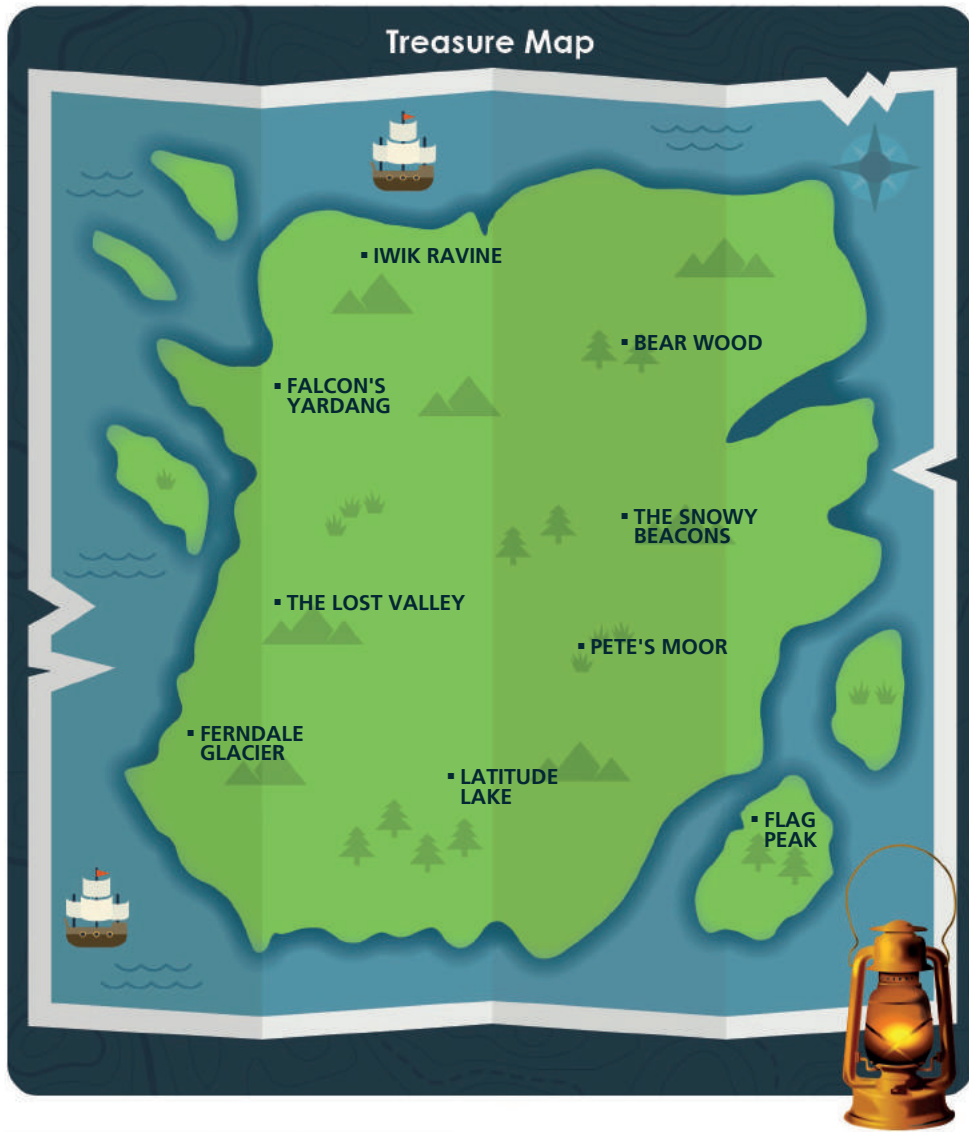 Treasure Map
▪ IWIK RAVINE
▪ BEAR WOOD
▪ FALCON'S
YARDANG
▪ THE SNOWY
BEACONS
▪ THE LOST VALLEY
▪ PETE'S MOOR
▪ FERNDALE
GLACIER
▪ LATITUDE
LAKE
▪ FLAG
PEAK